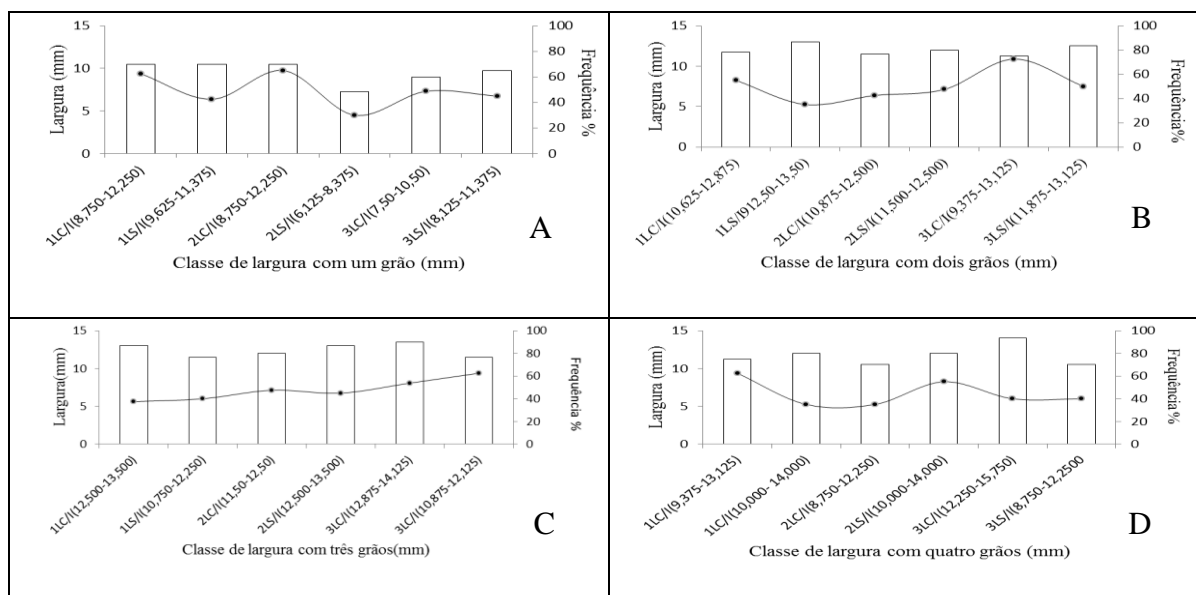 15
10
5
0
Largura (mm)
100
80
60
40
20
0
Frequência %
1LC/I(8,750-12,250)
1LS/I(9,625-11,375)
2LC/I(8,750-12,250)
2LS/I(6,125-8,375)
3LC/I(7,50-10,50)
3LS/I(8,125-11,375)
Classe de largura com um grão (mm)
A
15
10
5
0
Largura (mm)
100
80
60
40
20
0
Frequência%
1LC/I(10,625-12,875)
1LS/I912,50-13,50)
2LC/I(10,875-12,500)
2LS/I(11,500-12,500)
3LC/I(9,375-13,125)
3LS/I(11,875-13,125)
Classe de largura com dois grãos (mm)
B
15
10
5
0
Largura(mm)
100
80
60
40
20
0
Frequência %
1LC/I(12,500-13,500)
1LS/I(10,750-12,250)
2LC/I(11,50-12,50)
2LS/I(12,500-13,500)
3LC/I(12,875-14,125)
3LC/I(10,875-12,125)
Classe de largura com três grãos(mm)
C
15
10
5
0
Largura (mm)
100
80
60
40
20
0
Frequência %
1LC/I(9,375-13,125)
1LC/I(10,000- 14,000)
2LC/I(8,750-12,250)
2LS/I(10,000-14,000)
3LC/I(12,250-15,750)
3LS/I(8,750-12,2500
Classe de largura com quatro grãos (mm)
D